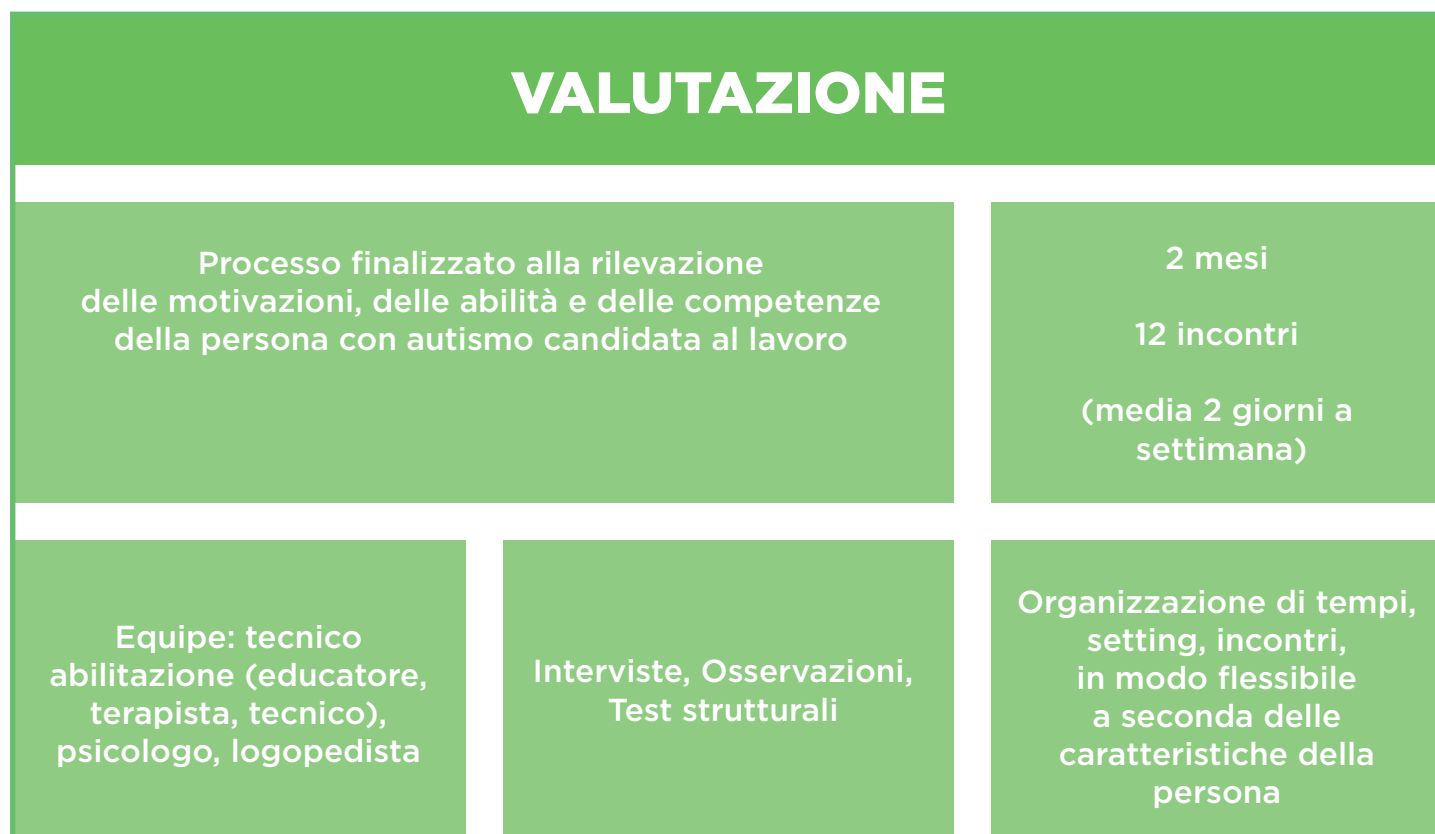 VALUTAZIONE
Processo finalizzato alla rilevazione
delle motivazioni, delle abilità e delle competenze
della persona con autismo candidata al lavoro
2 mesi
12 incontri
(media 2 giorni a
settimana)
Equipe: tecnico
abilitazione (educatore,
terapista, tecnico),
psicologo, logopedista
Interviste, Osservazioni,
Test strutturali
Organizzazione di tempi,
setting, incontri,
in modo flessibile
a seconda delle
caratteristiche della
persona